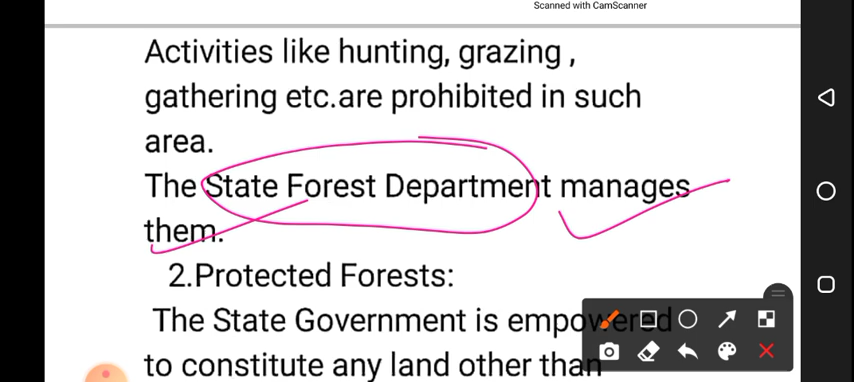 Scanned with CamScanner
Activities like hunting, grazing ,
gathering etc.are prohibited in such
area.
The State Forest Department manages
them.
2.Protected Forests:
The State Government is empowered
to constitute any land other than